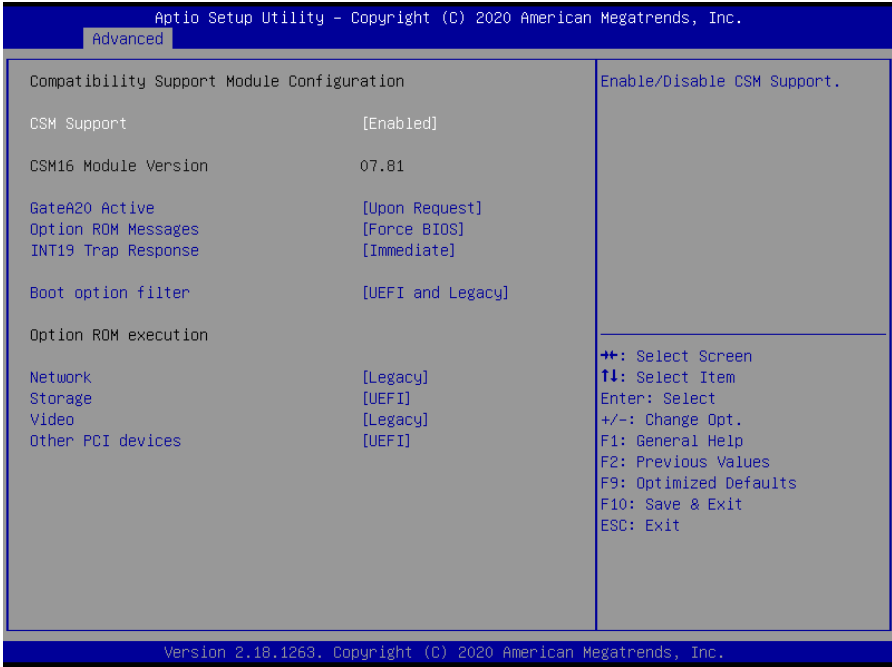 Aptio Setup Utility – Copyright (C) 2020 American Megatrends, Inc.
Advanced
Compatibility Support Module Configuration
CSM Support [Enabled]
CSM16 Module Version 07.81
GateA20 Active [Upon Request]
Option ROM Messages [Force BIOS]
INT19 Trap Response [Immediate]
Boot option filter [UEFI and Legacy]
Option ROM execution
Network [Legacy]
Storage [UEFI]
Video [Legacy]
Other PCI devices [UEFI]
Enable/Disable CSM Support.
→←: Select Screen
↑↓: Select Item
Enter: Select
+/-: Change Opt.
F1: General Help
F2: Previous Values
F9: Optimized Defaults
F10: Save & Exit
ESC: Exit
Version 2.18.1263. Copyright (C) 2020 American Megatrends, Inc.